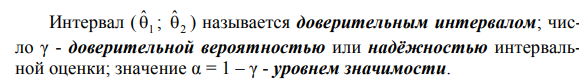 Интервал (θ̂₁ ; θ̂₂ ) называется доверительным интервалом; чис-
ло γ - доверительной вероятностью или надёжностью интерваль-
ной оценки; значение α = 1 – γ - уровнем значимости.